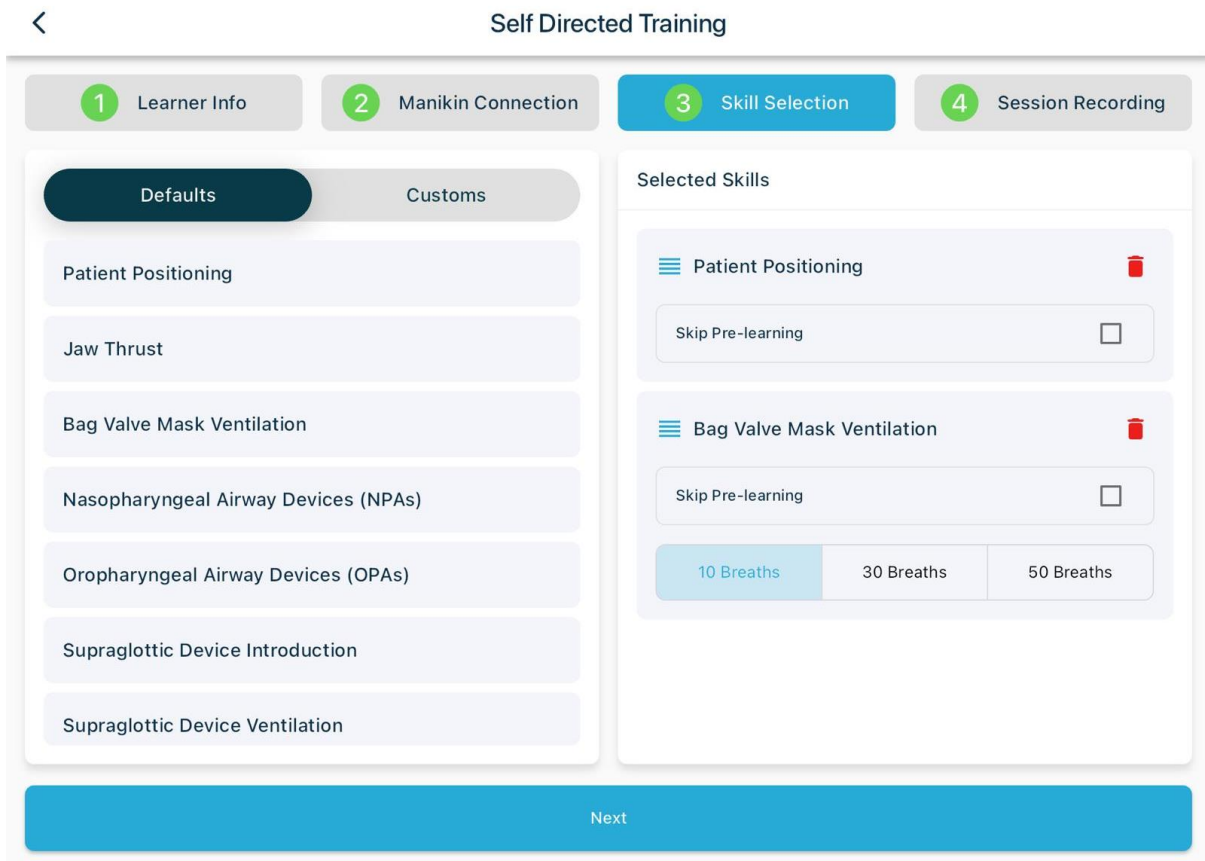 Self Directed Training
1 Learner Info
2 Manikin Connection
3 Skill Selection
4 Session Recording
Defaults
Customs
Patient Positioning
Jaw Thrust
Bag Valve Mask Ventilation
Nasopharyngeal Airway Devices (NPAs)
Oropharyngeal Airway Devices (OPAs)
Supraglottic Device Introduction
Supraglottic Device Ventilation
Selected Skills
Patient Positioning
Skip Pre-learning
Bag Valve Mask Ventilation
Skip Pre-learning
10 Breaths
30 Breaths
50 Breaths
Next